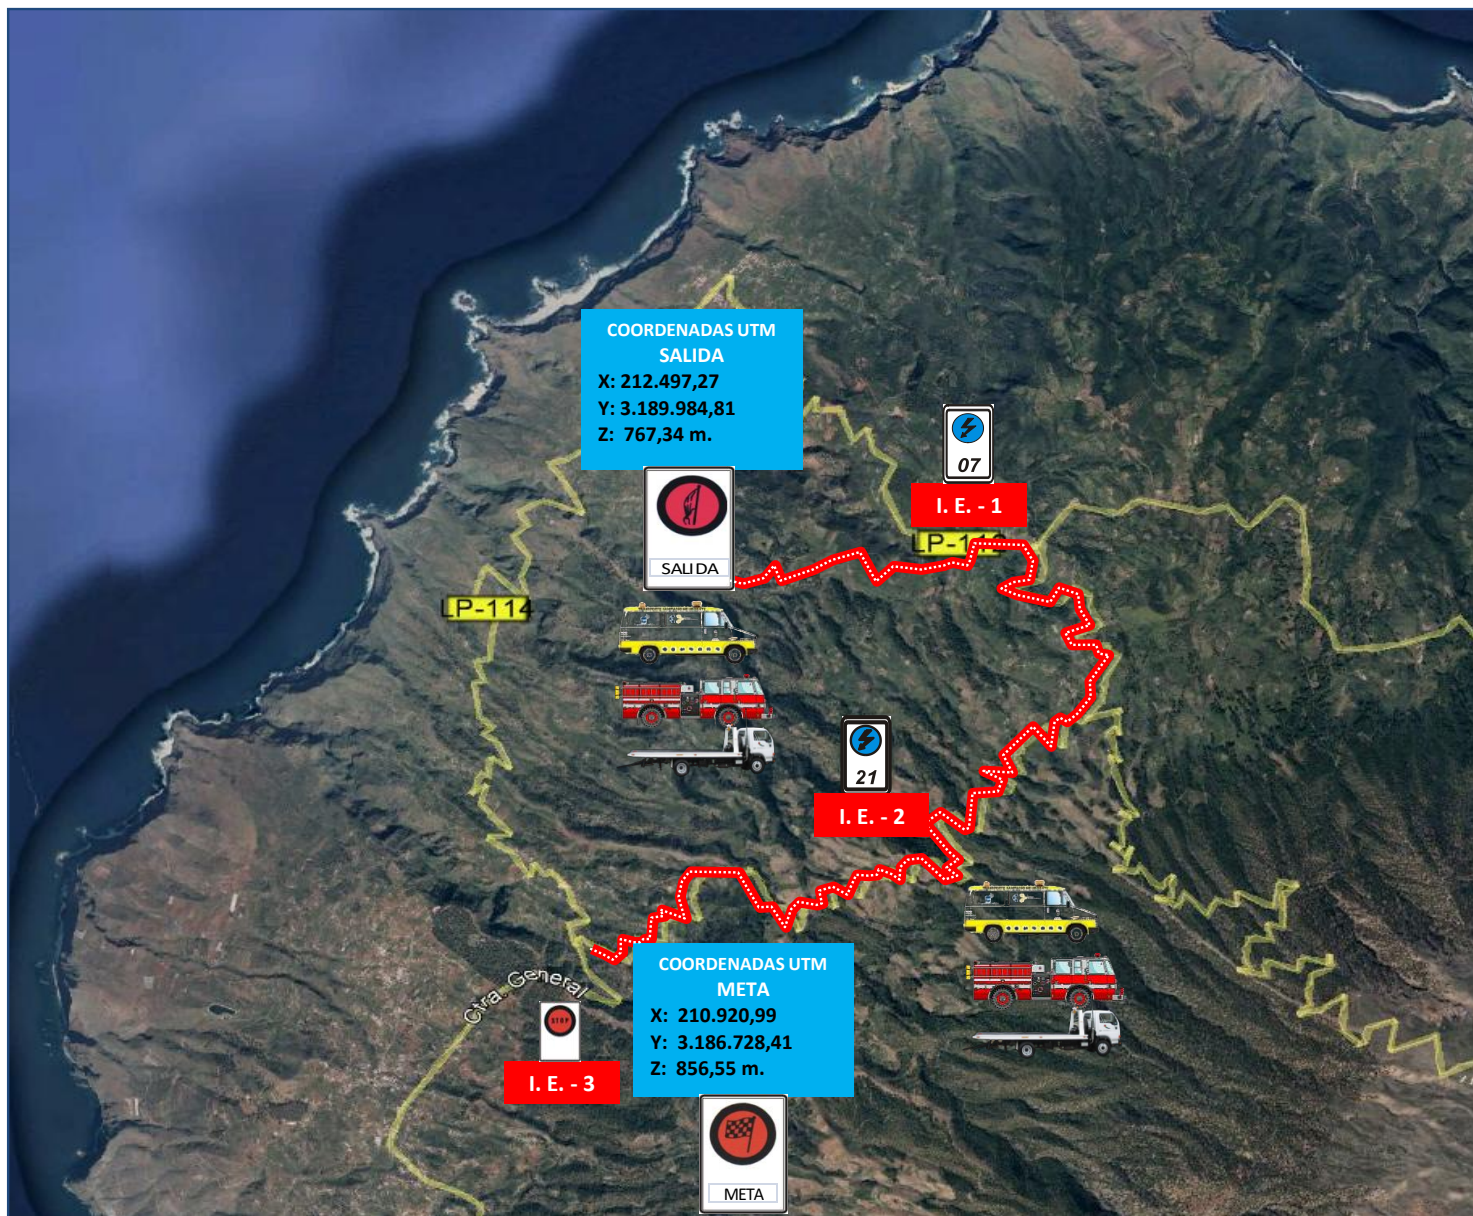 COORDENADAS UTM
SALIDA
X: 212.497,27
Y: 3.189.984,81
Z: 767,34 m.
07
I. E. - 1
SALIDA
LP-114
21
I. E. - 2
Ctra. General
COORDENADAS UTM
META
X: 210.920,99
Y: 3.186.728,41
Z: 856,55 m.
STOP
I. E. - 3
META